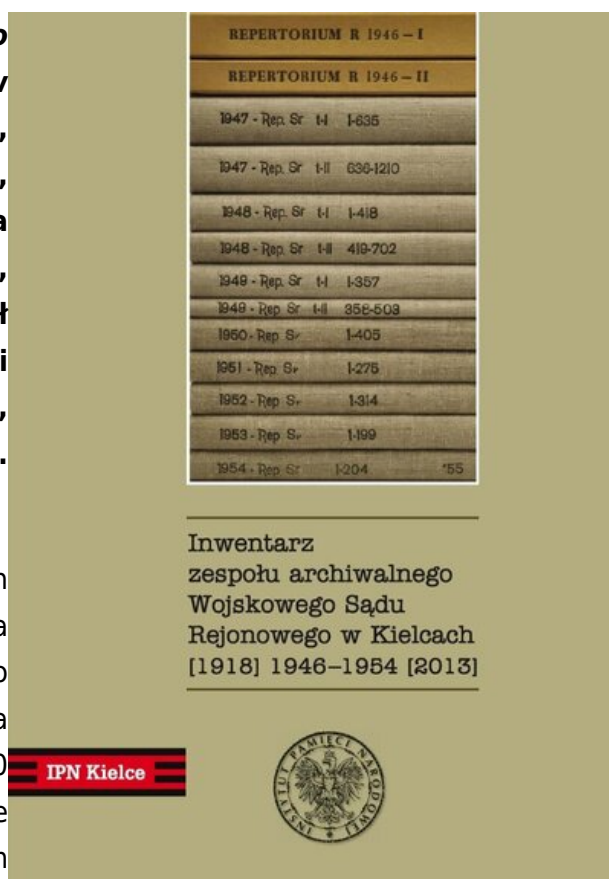 REPERTORIUM R 1946 – I
REPERTORIUM R 1946 – II
1947 - Rep. Sr t-I 1-635
1947 - Rep. Sr t-II 636-1210
1948 - Rep. Sr t-I 1-418
1948 - Rep. Sr t-II 419-702
1949 - Rep. Sr t-I 1-357
1949 - Rep. Sr t-II 358-503
1950 - Rep Sr 1-405
1951 - Rep Sr 1-275
1952 - Rep Sr 1-314
1953 - Rep Sr 1-199
1954 - Rep Sr 1-204 '55
Inwentarz
zespołu archiwalnego
Wojskowego Sądu
Rejonowego w Kielcach
[1918] 1946–1954 [2013]
IPN Kielce
INSTYTUT PAMIĘCI NARODOWEJ